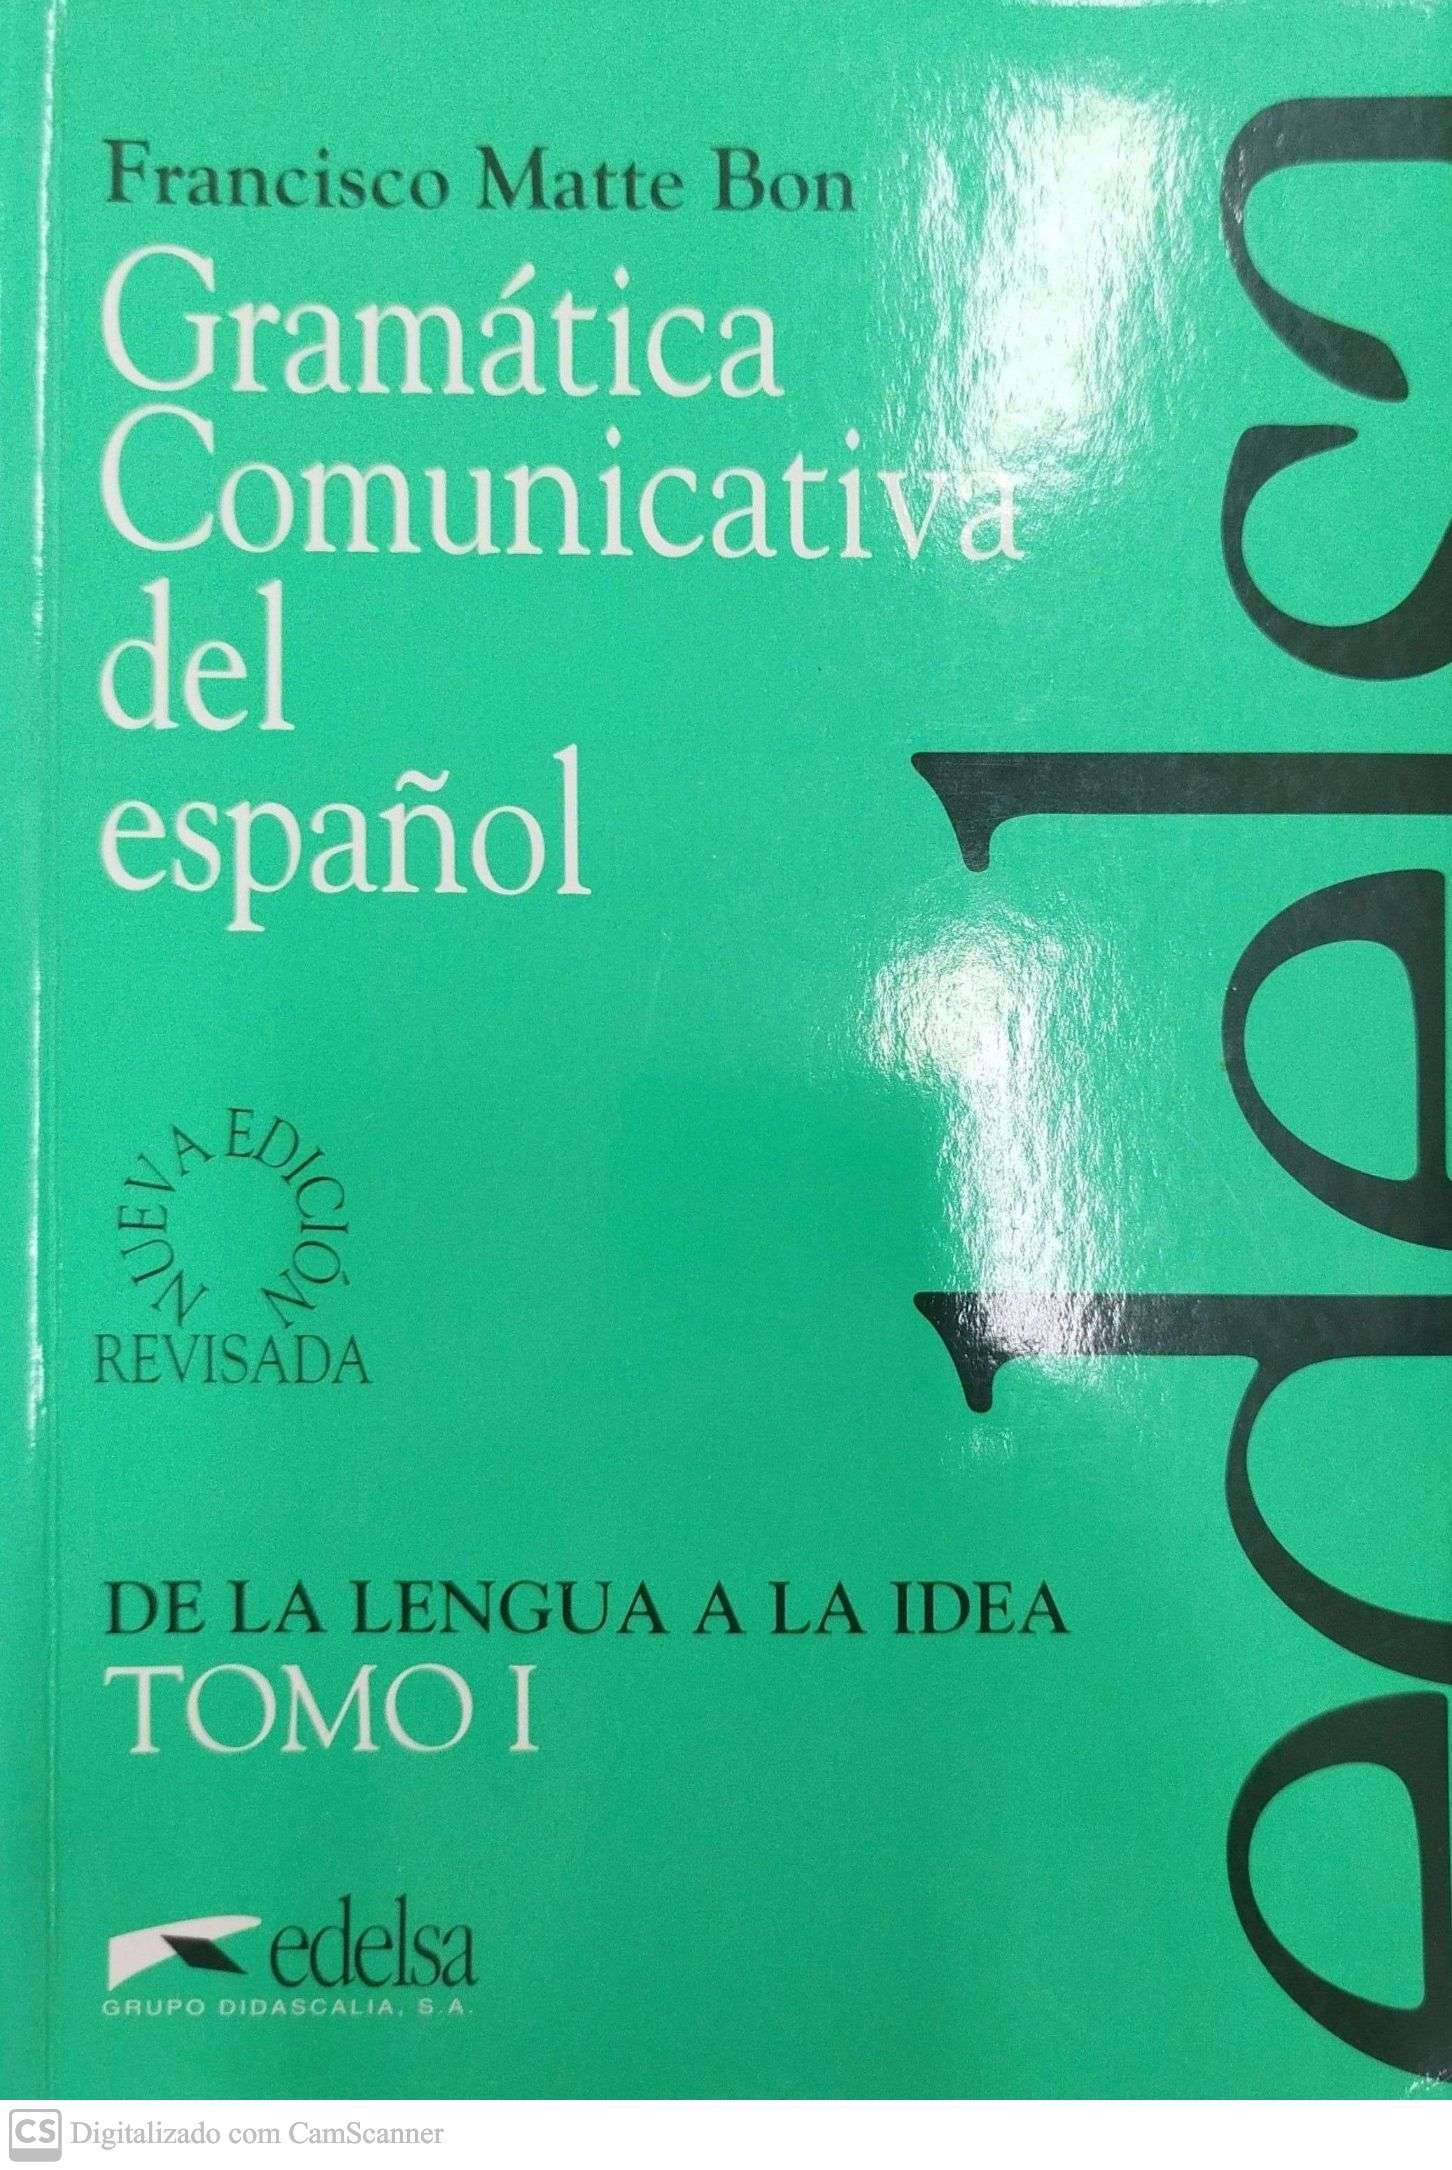 Francisco Matte Bon
Gramática
Comunicativa
del
español
NUEVA EDICIÓN
REVISADA
DE LA LENGUA A LA IDEA
TOMO I
edelsa
GRUPO DIDASCALIA, S.A.
edelsa
CS Digitalizado com CamScanner